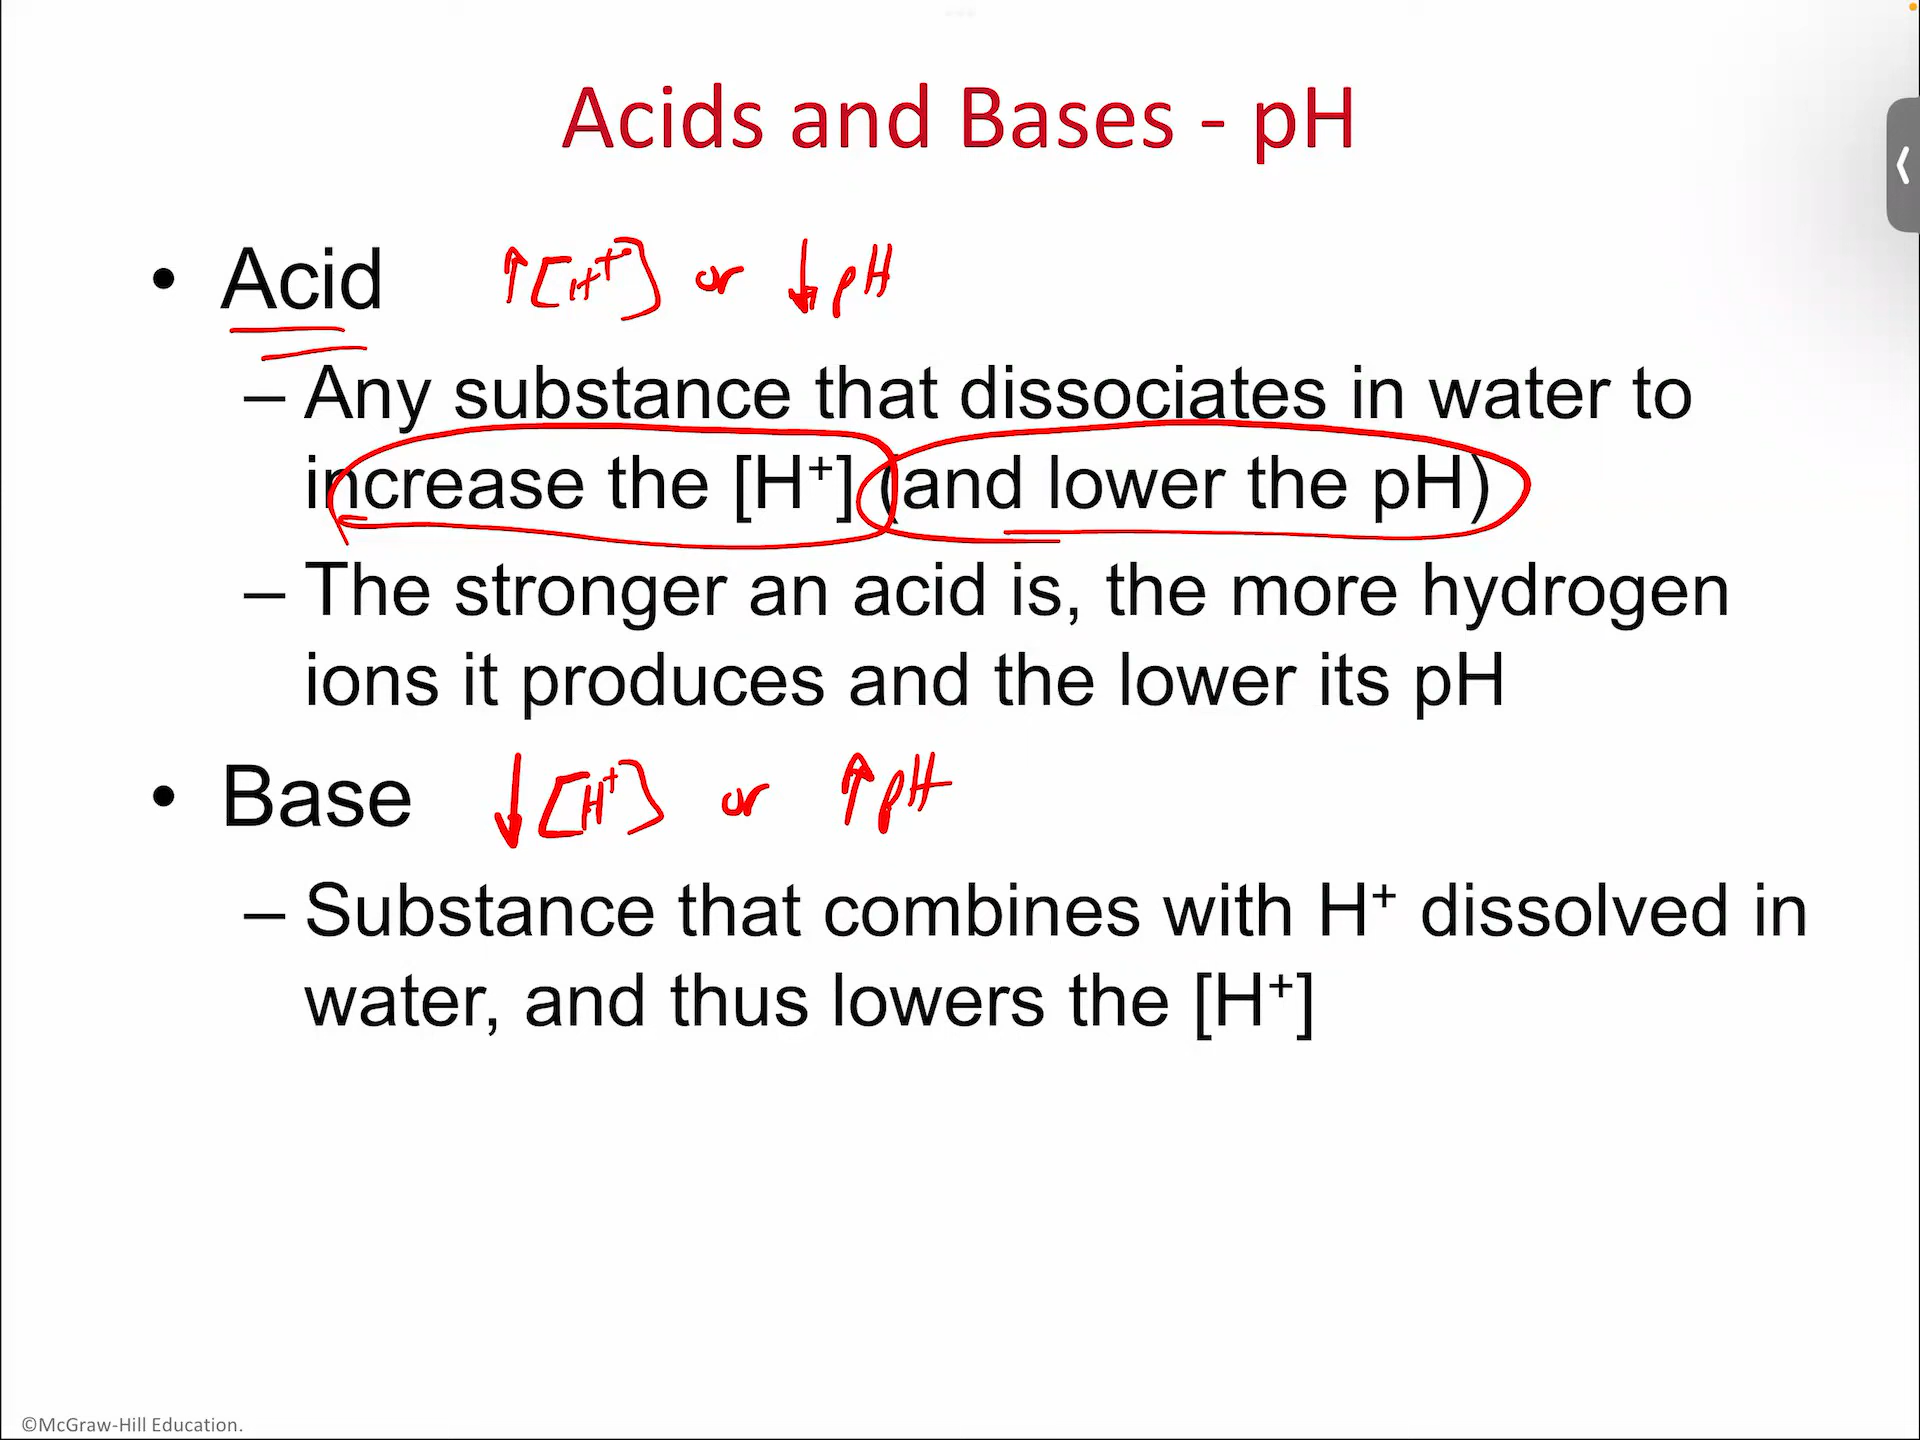 Acids and Bases - pH
• Acid ↑[H+] or ↓pH
– Any substance that dissociates in water to
increase the [H⁺] (and lower the pH)
– The stronger an acid is, the more hydrogen
ions it produces and the lower its pH
• Base ↓[H+] or ↑pH
– Substance that combines with H⁺ dissolved in
water, and thus lowers the [H⁺]
©McGraw-Hill Education.